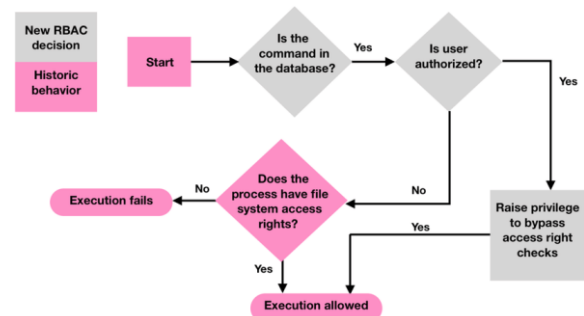 New RBAC
decision
Historic
behavior
Start
Is the
command in
the database?
Yes
Is user
authorized?
Yes
No
Does the
process have file
system access
rights?
No
Execution fails
Raise privilege
to bypass
access right
checks
Yes
Yes
Execution allowed